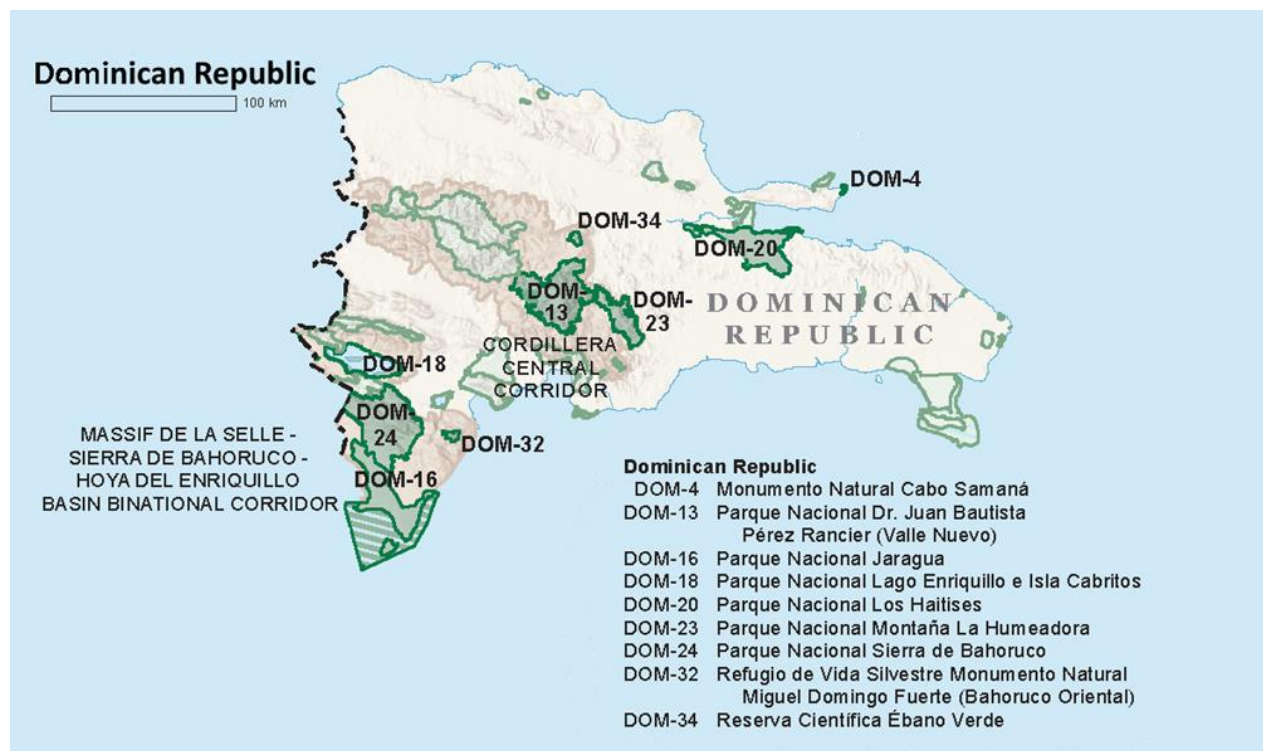 Dominican Republic
100 km
DOM-4
DOM-34
DOM-20
DOM-
13
DOM-
23
DOMINICAN
REPUBLIC
CORDILLERA
CENTRAL
CORRIDOR
DOM-18
DOM-
24
DOM-32
DOM-16
MASSIF DE LA SELLE -
SIERRA DE BAHORUCO -
HOYA DEL ENRIQUILLO
BASIN BINATIONAL CORRIDOR
Dominican Republic
DOM-4 Monumento Natural Cabo Samaná
DOM-13 Parque Nacional Dr. Juan Bautista
Pérez Rancier (Valle Nuevo)
DOM-16 Parque Nacional Jaragua
DOM-18 Parque Nacional Lago Enriquillo e Isla Cabritos
DOM-20 Parque Nacional Los Haitises
DOM-23 Parque Nacional Montaña La Humeadora
DOM-24 Parque Nacional Sierra de Bahoruco
DOM-32 Refugio de Vida Silvestre Monumento Natural
Miguel Domingo Fuerte (Bahoruco Oriental)
DOM-34 Reserva Científica Ébano Verde